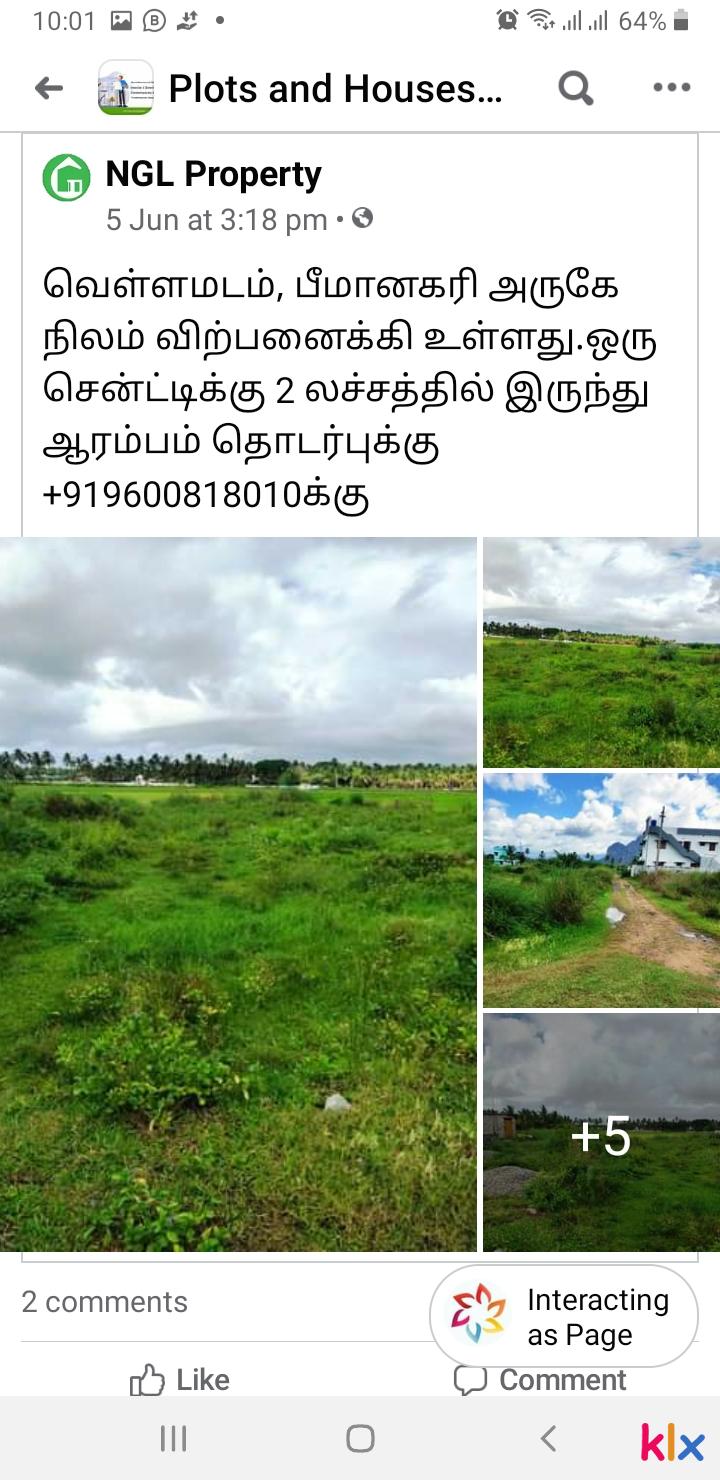 10:01
64%
Plots and Houses...
NGL Property
5 Jun at 3:18 pm •
வெள்ளமடம், பீமானகரி அருகே
நிலம் விற்பனைக்கி உள்ளது.ஒரு
சென்ட்டிக்கு 2 லச்சத்தில் இருந்து
ஆரம்பம் தொடர்புக்கு
+919600818010க்கு
+5
2 comments
Interacting
as Page
Like
Comment
klx